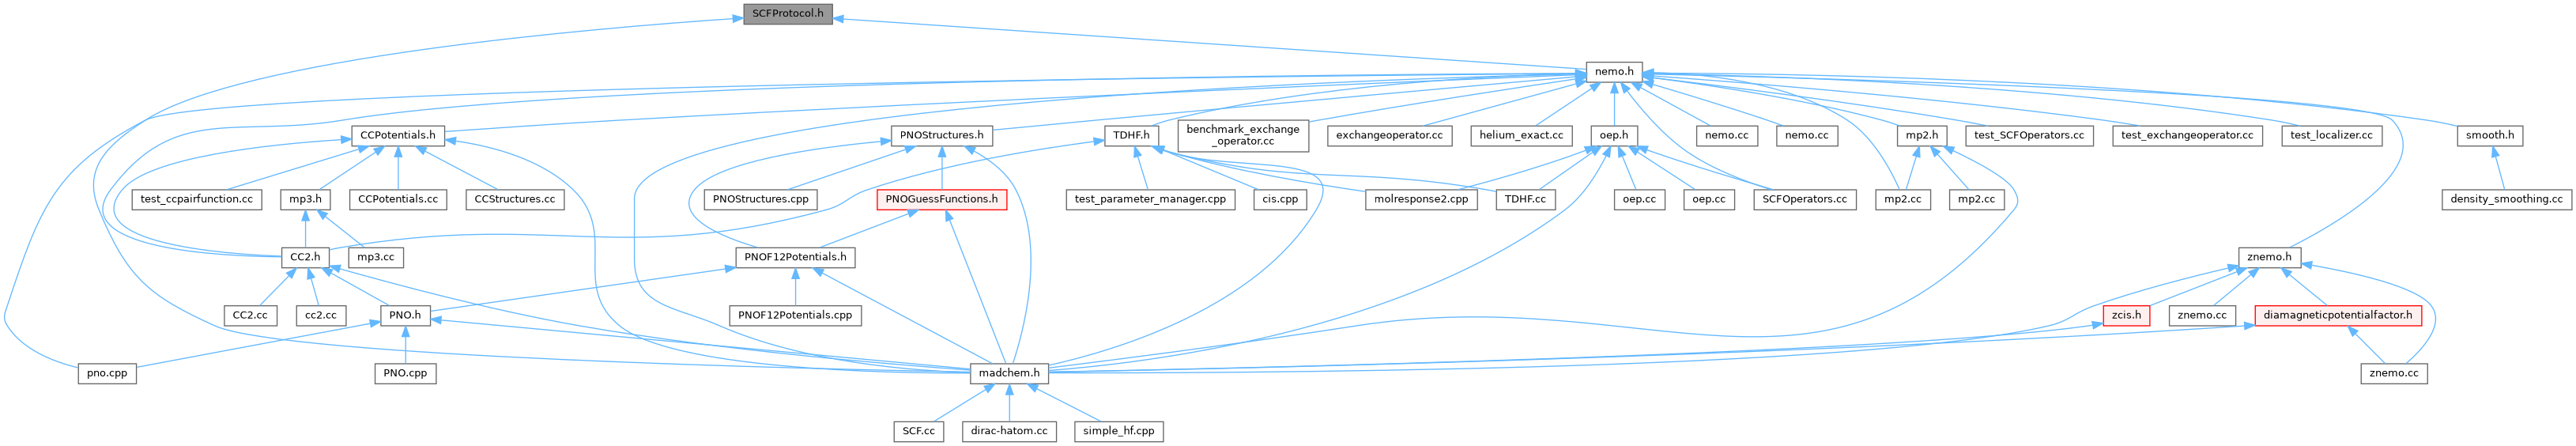 SCFProtocol.h
nemo.h
CCPotentials.h
PNOStructures.h
TDHF.h
benchmark_exchange
_operator.cc
exchangeoperator.cc
helium_exact.cc
oep.h
nemo.cc
nemo.cc
mp2.h
test_SCFOperators.cc
test_exchangeoperator.cc
test_localizer.cc
smooth.h
test_ccpairfunction.cc
mp3.h
CCPotentials.cc
CCStructures.cc
PNOStructures.cpp
PNOGuessFunctions.h
test_parameter_manager.cpp
cis.cpp
molresponse2.cpp
TDHF.cc
oep.cc
oep.cc
SCFOperators.cc
mp2.cc
mp2.cc
density_smoothing.cc
CC2.h
mp3.cc
PNOF12Potentials.h
znemo.h
CC2.cc
cc2.cc
PNO.h
PNOF12Potentials.cpp
zcis.h
znemo.cc
diamagneticpotentialfactor.h
pno.cpp
PNO.cpp
madchem.h
znemo.cc
SCF.cc
dirac-hatom.cc
simple_hf.cpp